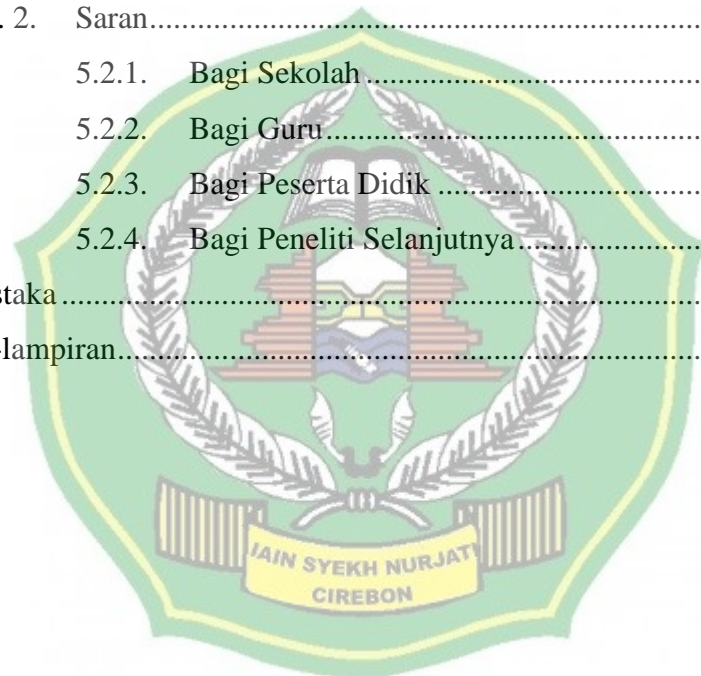 . 2. Saran..................................................................
5.2.1. Bagi Sekolah..........................................
5.2.2. Bagi Guru...............................................
5.2.3. Bagi Peserta Didik ................................
5.2.4. Bagi Peneliti Selanjutnya......................
staka..............................................................................
lampiran.......................................................................
IAIN SYEKH NURJATI
CIREBON